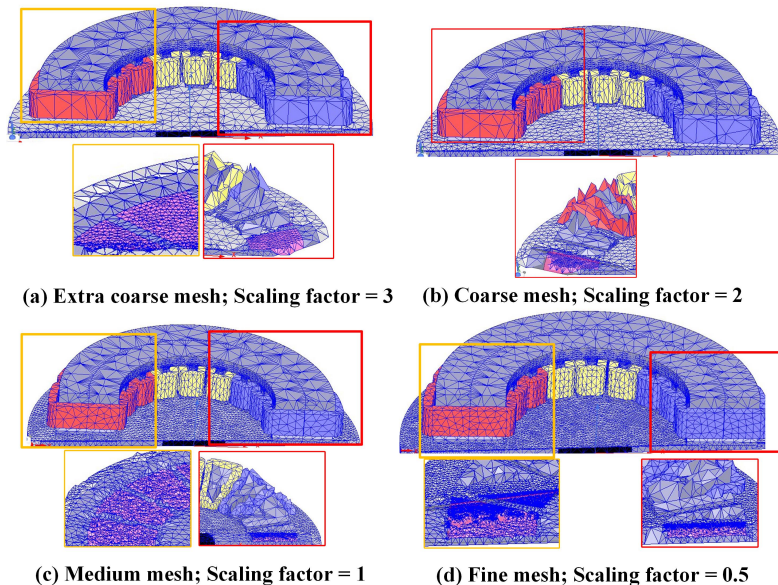 (a) Extra coarse mesh; Scaling factor = 3
(b) Coarse mesh; Scaling factor = 2
(c) Medium mesh; Scaling factor = 1
(d) Fine mesh; Scaling factor = 0.5